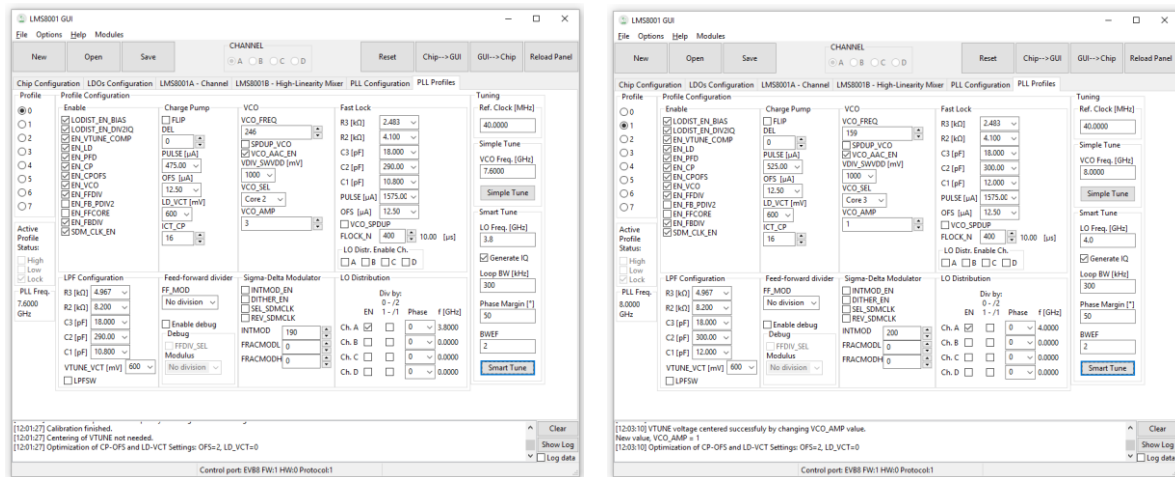 LMS8001 GUI
File Options Help Modules
New Open Save CHANNEL A B C D Reset Chip-->GUI GUI-->Chip Reload Panel
Chip Configuration LDOs Configuration LMS8001A - Channel LMS8001B - High-Linearity Mixer PLL Configuration PLL Profiles
Profile
0
1
2
3
4
5
6
7
Active
Profile
Status:
High
Low
Lock
PLL Freq.
7.6000
GHz
Profile Configuration
Enable
LODIST_EN_BIAS
LODIST_EN_DIV2IQ
EN_VTUNE_COMP
EN_LD
EN_PFD
EN_CP
EN_CPOFS
EN_VCO
EN_FFDIV
EN_FB_PDIV2
EN_FFCORE
EN_FBDIV
SDM_CLK_EN
Charge Pump
FLIP
DEL
0
PULSE [µA]
475.00
OFS [µA]
12.50
LD_VCT [mV]
600
ICT_CP
16
VCO
VCO_FREQ
246
SPDUP_VCO
VCO_AAC_EN
VDIV_SWVDD [mV]
1000
VCO_SEL
Core 2
VCO_AMP
3
Fast Lock
R3 [kΩ] 2.483
R2 [kΩ] 4.100
C3 [pF] 18.000
C2 [pF] 290.00
C1 [pF] 10.800
PULSE [µA] 1575.00
OFS [µA] 12.50
VCO_SPDUP
FLOCK_N 400 10.00 [µs]
LO Distr. Enable Ch.
A B C D
LPF Configuration
R3 [kΩ] 4.967
R2 [kΩ] 8.200
C3 [pF] 18.000
C2 [pF] 290.00
C1 [pF] 10.800
VTUNE_VCT [mV] 600
LPFSW
Feed-forward divider
FF_MOD
No division
Enable debug
Debug
FFDIV_SEL
Modulus
No division
Sigma-Delta Modulator
INTMOD_EN
DITHER_EN
SEL_SDMCLK
REV_SDMCLK
INTMOD 190
FRACMODL 0
FRACMODH 0
LO Distribution
Div by:
0 - /2
EN 1 - /1 Phase f [GHz]
Ch. A 0 3.8000
Ch. B 0 0.0000
Ch. C 0 0.0000
Ch. D 0 0.0000
Tuning
Ref. Clock [MHz]
40.0000
Simple Tune
VCO Freq. [GHz]
7.6000
Simple Tune
Smart Tune
LO Freq. [GHz]
3.8
Generate IQ
Loop BW [kHz]
300
Phase Margin [°]
50
BWEF
2
Smart Tune
[12:01:27] Calibration finished.
[12:01:27] Centering of VTUNE not needed.
[12:01:27] Optimization of CP-OFS and LD-VCT Settings: OFS=2, LD_VCT=0
Clear
Show Log
Log data
Control port: EVB8 FW:1 HW:0 Protocol:1
LMS8001 GUI
File Options Help Modules
New Open Save CHANNEL A B C D Reset Chip-->GUI GUI-->Chip Reload Panel
Chip Configuration LDOs Configuration LMS8001A - Channel LMS8001B - High-Linearity Mixer PLL Configuration PLL Profiles
Profile
0
1
2
3
4
5
6
7
Active
Profile
Status:
High
Low
Lock
PLL Freq.
8.0000
GHz
Profile Configuration
Enable
LODIST_EN_BIAS
LODIST_EN_DIV2IQ
EN_VTUNE_COMP
EN_LD
EN_PFD
EN_CP
EN_CPOFS
EN_VCO
EN_FFDIV
EN_FB_PDIV2
EN_FFCORE
EN_FBDIV
SDM_CLK_EN
Charge Pump
FLIP
DEL
0
PULSE [µA]
525.00
OFS [µA]
12.50
LD_VCT [mV]
600
ICT_CP
16
VCO
VCO_FREQ
159
SPDUP_VCO
VCO_AAC_EN
VDIV_SWVDD [mV]
1000
VCO_SEL
Core 3
VCO_AMP
1
Fast Lock
R3 [kΩ] 2.483
R2 [kΩ] 4.100
C3 [pF] 18.000
C2 [pF] 300.00
C1 [pF] 12.000
PULSE [µA] 1575.00
OFS [µA] 12.50
VCO_SPDUP
FLOCK_N 400 10.00 [µs]
LO Distr. Enable Ch.
A B C D
LPF Configuration
R3 [kΩ] 4.967
R2 [kΩ] 8.200
C3 [pF] 18.000
C2 [pF] 300.00
C1 [pF] 12.000
VTUNE_VCT [mV] 600
LPFSW
Feed-forward divider
FF_MOD
No division
Enable debug
Debug
FFDIV_SEL
Modulus
No division
Sigma-Delta Modulator
INTMOD_EN
DITHER_EN
SEL_SDMCLK
REV_SDMCLK
INTMOD 200
FRACMODL 0
FRACMODH 0
LO Distribution
Div by:
0 - /2
EN 1 - /1 Phase f [GHz]
Ch. A 0 4.0000
Ch. B 0 0.0000
Ch. C 0 0.0000
Ch. D 0 0.0000
Tuning
Ref. Clock [MHz]
40.0000
Simple Tune
VCO Freq. [GHz]
8.0000
Simple Tune
Smart Tune
LO Freq. [GHz]
4.0
Generate IQ
Loop BW [kHz]
300
Phase Margin [°]
50
BWEF
2
Smart Tune
[12:03:10] VTUNE voltage centered successfuly by changing VCO_AMP value.
New value, VCO_AMP = 1
[12:03:10] Optimization of CP-OFS and LD-VCT Settings: OFS=2, LD_VCT=0
Clear
Show Log
Log data
Control port: EVB8 FW:1 HW:0 Protocol:1